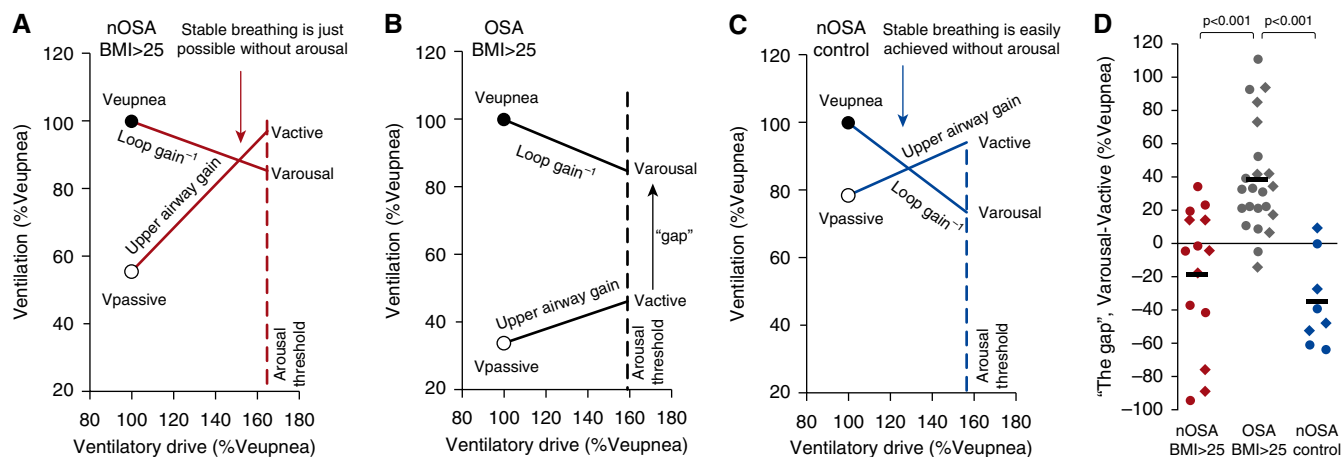 A
nOSA
BMI>25
Stable breathing is just
possible without arousal
Ventilation (%Veupnea)
120
100
80
60
40
20
Veupnea
Loop gain⁻¹
Upper airway gain
Vpassive
Vactive
Varousal
Arousal
threshold
80 100 120 140 160 180
Ventilatory drive (%Veupnea)
B
OSA
BMI>25
Ventilation (%Veupnea)
120
100
80
60
40
20
Veupnea
Loop gain⁻¹
Varousal
"gap"
Upper airway gain
Vactive
Vpassive
Arousal
threshold
80 100 120 140 160 180
Ventilatory drive (%Veupnea)
C
nOSA
control
Stable breathing is easily
achieved without arousal
Ventilation (%Veupnea)
120
100
80
60
40
20
Veupnea
Upper airway gain
Vactive
Vpassive
Loop gain⁻¹
Varousal
Arousal
threshold
80 100 120 140 160 180
Ventilatory drive (%Veupnea)
D
p<0.001 p<0.001
"The gap", Varousal-Vactive (%Veupnea)
120
100
80
60
40
20
0
−20
−40
−60
−80
−100
nOSA OSA nOSA
BMI>25 BMI>25 control